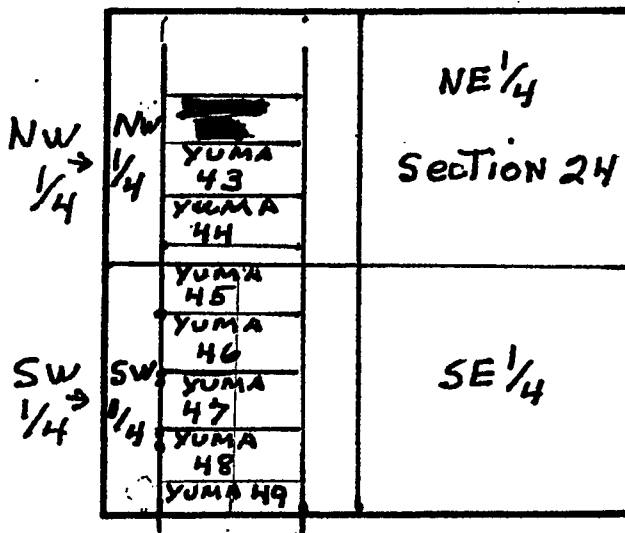 NE 1/4
Section 24
NW
1/4
NW
1/4
YUMA
43
YUMA
44
YUMA
45
YUMA
46
SW
1/4
SW
1/4
SE 1/4
YUMA
47
YUMA
48
YUMA 49